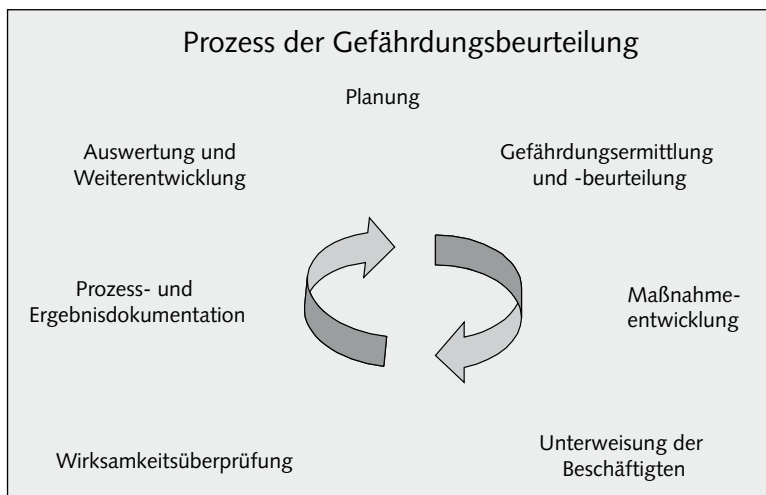 Prozess der Gefährdungsbeurteilung
Planung
Gefährdungsermittlung
und -beurteilung
Maßnahme-
entwicklung
Unterweisung der
Beschäftigten
Wirksamkeitsüberprüfung
Prozess- und
Ergebnisdokumentation
Auswertung und
Weiterentwicklung